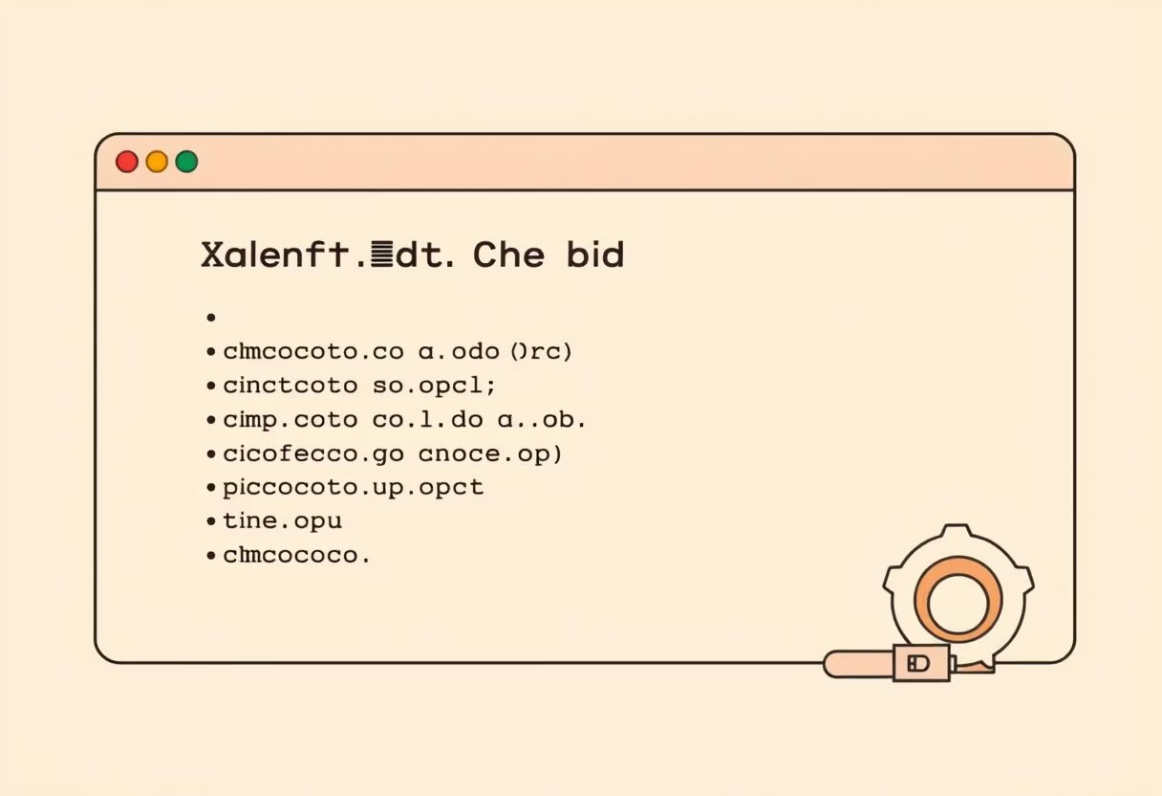 Xalenft.dt. Che bid
• 
• clmcocoto.co a.odo ()rc)
• cinctcoto so.opcl;
• cimp.coto co.l.do a..ob.
• cicofecco.go cnoce.op)
• piccocoto.up.opct
• tine.opu
• clmcococo.